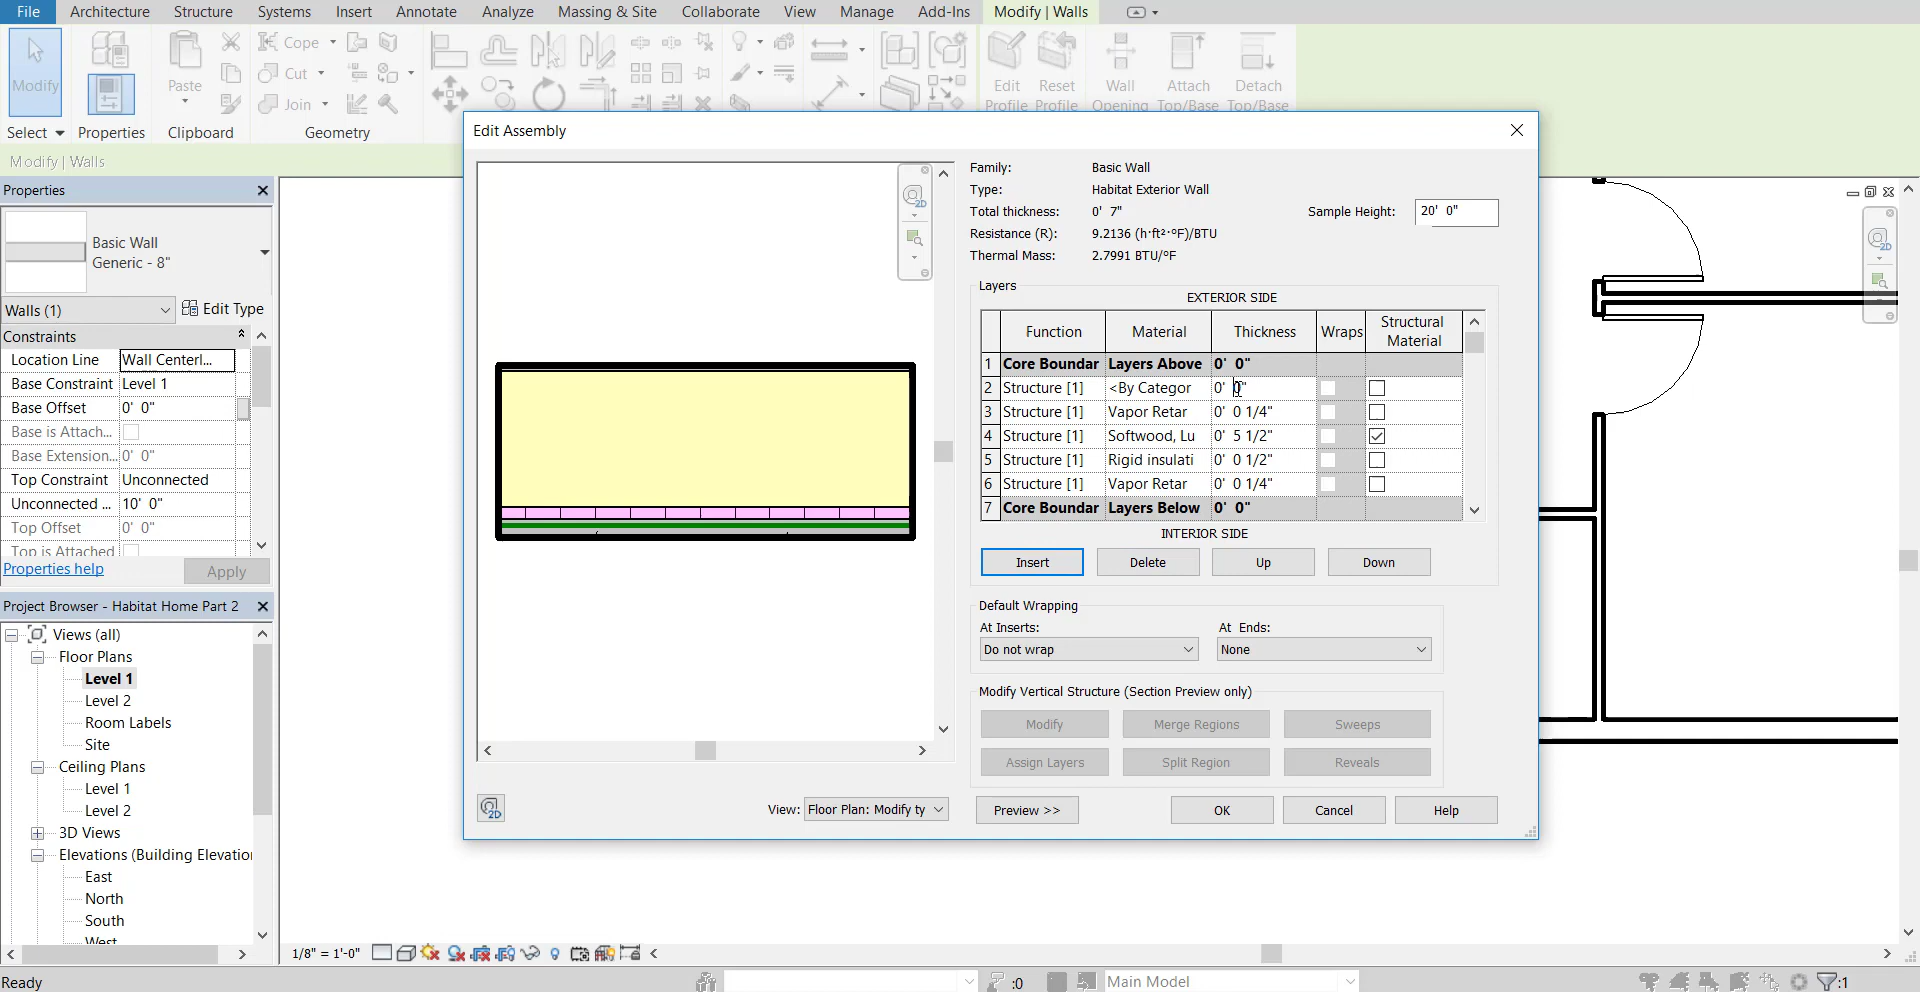 File Architecture Structure Systems Insert Annotate Analyze Massing & Site Collaborate View Manage Add-Ins Modify | Walls
Modify
Paste
Cope
Cut
Join
Edit Profile
Reset Profile
Wall Opening
Attach Top/Base
Detach Top/Base
Select Properties Clipboard Geometry
Modify | Walls
Properties
Basic Wall
Generic - 8"
Walls (1) Edit Type
Constraints
Location Line Wall Centerl...
Base Constraint Level 1
Base Offset 0' 0"
Base is Attach...
Base Extension... 0' 0"
Top Constraint Unconnected
Unconnected ... 10' 0"
Top Offset 0' 0"
Top is Attached
Properties help Apply
Project Browser - Habitat Home Part 2
Views (all)
Floor Plans
Level 1
Level 2
Room Labels
Site
Ceiling Plans
Level 1
Level 2
3D Views
Elevations (Building Elevation
East
North
South
West
Edit Assembly
2D
Family: Basic Wall
Type: Habitat Exterior Wall
Total thickness: 0' 7" Sample Height: 20' 0"
Resistance (R): 9.2136 (h·ft²·°F)/BTU
Thermal Mass: 2.7991 BTU/°F
Layers
EXTERIOR SIDE
Function Material Thickness Wraps Structural Material
1 Core Boundar Layers Above 0' 0"
2 Structure [1] <By Categor 0' 0"
3 Structure [1] Vapor Retar 0' 0 1/4"
4 Structure [1] Softwood, Lu 0' 5 1/2"
5 Structure [1] Rigid insulati 0' 0 1/2"
6 Structure [1] Vapor Retar 0' 0 1/4"
7 Core Boundar Layers Below 0' 0"
INTERIOR SIDE
Insert Delete Up Down
Default Wrapping
At Inserts: At Ends:
Do not wrap None
Modify Vertical Structure (Section Preview only)
Modify Merge Regions Sweeps
Assign Layers Split Region Reveals
2D View: Floor Plan: Modify ty Preview >> OK Cancel Help
2D
1/8" = 1'-0"
Ready :0 Main Model :1